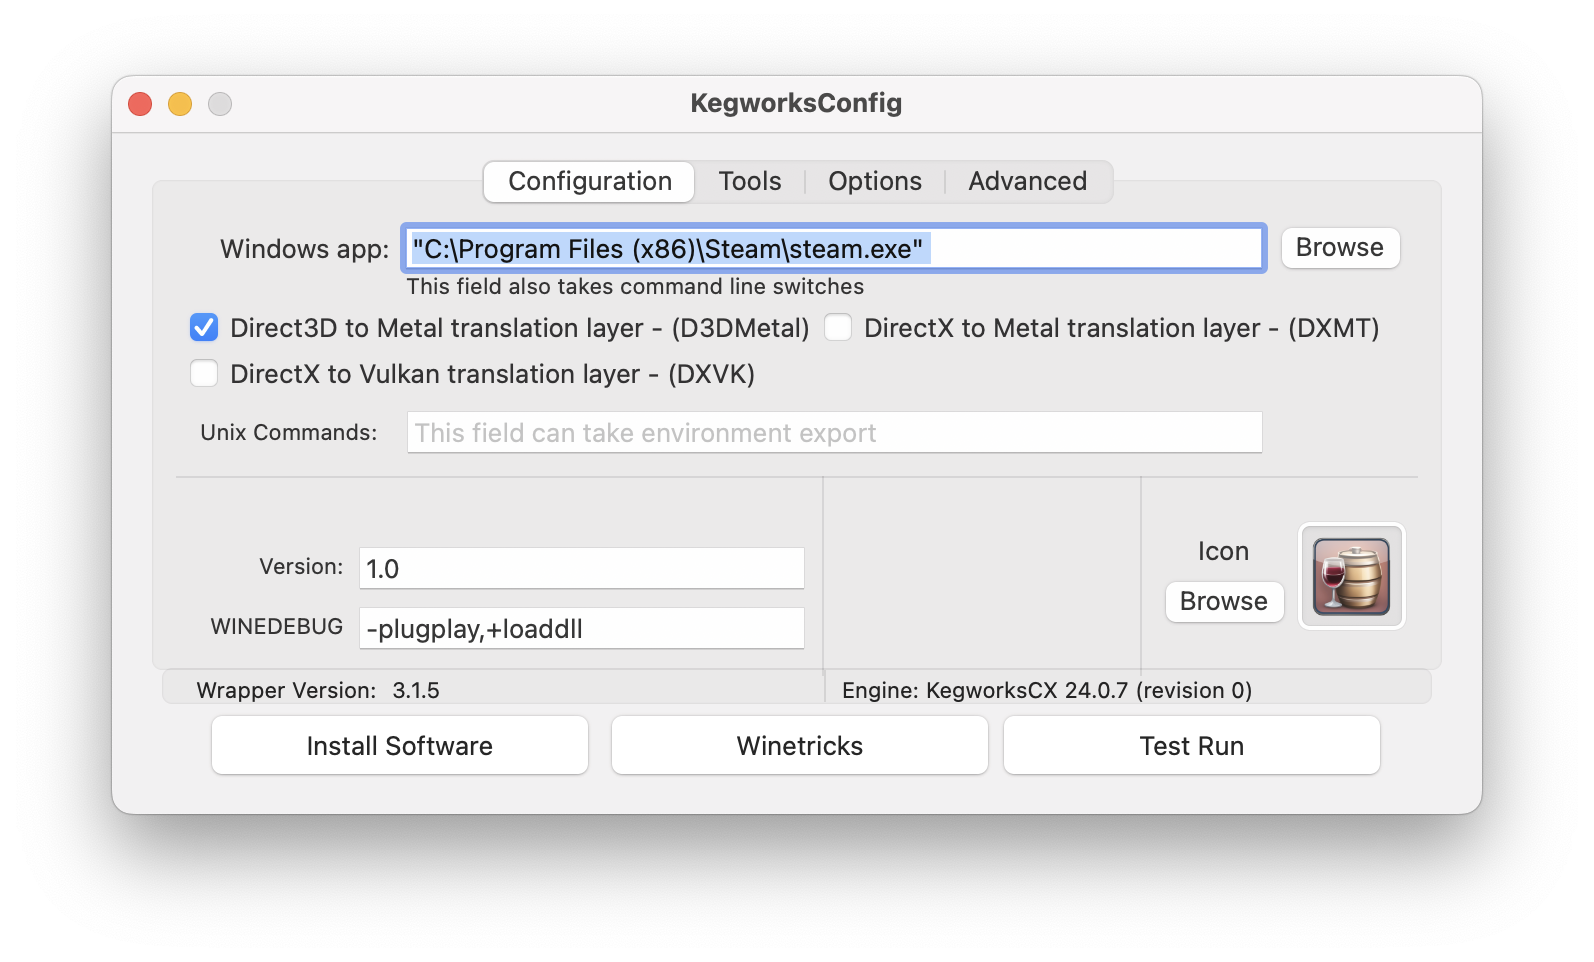 KegworksConfig
Configuration Tools Options Advanced
Windows app: "C:\Program Files (x86)\Steam\steam.exe" Browse
This field also takes command line switches
Direct3D to Metal translation layer - (D3DMetal) DirectX to Metal translation layer - (DXMT)
DirectX to Vulkan translation layer - (DXVK)
Unix Commands: This field can take environment export
Icon
Version: 1.0
Browse
WINEDEBUG -plugplay,+loaddll
Wrapper Version: 3.1.5 Engine: KegworksCX 24.0.7 (revision 0)
Install Software Winetricks Test Run